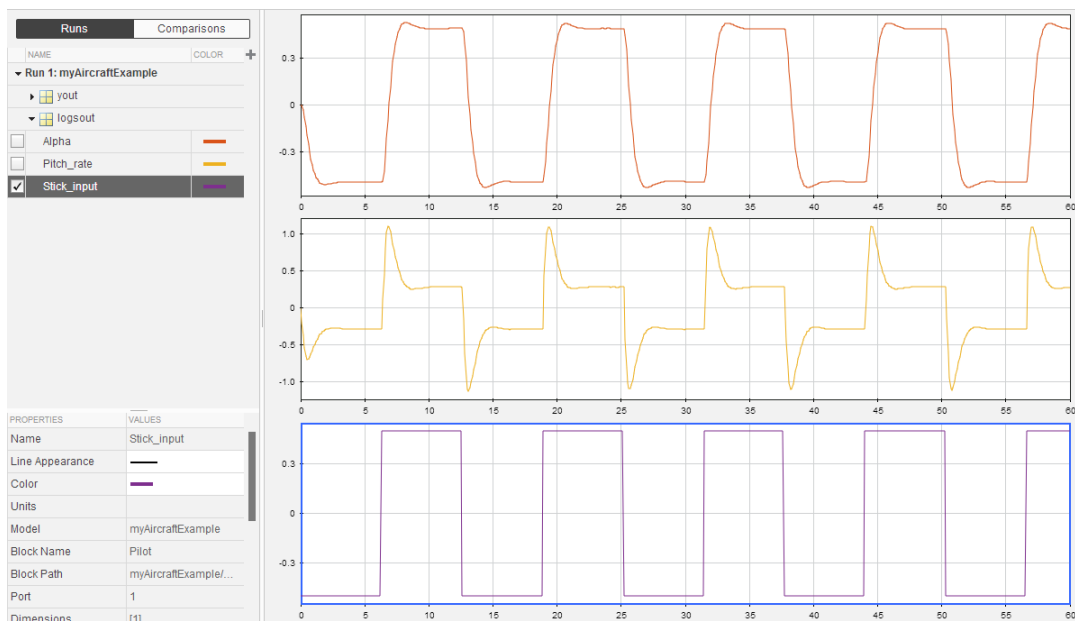 Runs Comparisons
NAME COLOR
Run 1: myAircraftExample
yout
logsout
Alpha
Pitch_rate
Stick_input
PROPERTIES VALUES
Name Stick_input
Line Appearance
Color
Units
Model myAircraftExample
Block Name Pilot
Block Path myAircraftExample/...
Port 1
Dimensions [1]
0.3
0
-0.3
0 5 10 15 20 25 30 35 40 45 50 55 60
1.0
0.5
0
-0.5
-1.0
0 5 10 15 20 25 30 35 40 45 50 55 60
0.3
0
-0.3
0 5 10 15 20 25 30 35 40 45 50 55 60